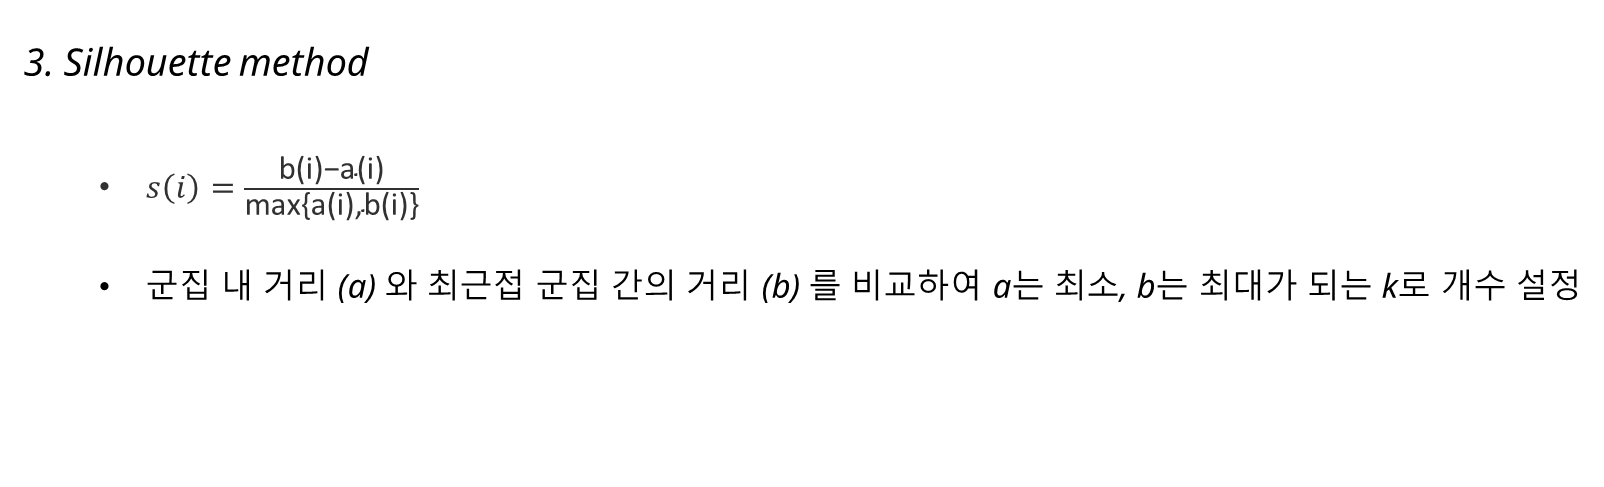 3. Silhouette method
• s(i) = b(i)−a(i) / max{a(i),b(i)}
• 군집 내 거리 (a) 와 최근접 군집 간의 거리 (b) 를 비교하여 a는 최소, b는 최대가 되는 k로 개수 설정